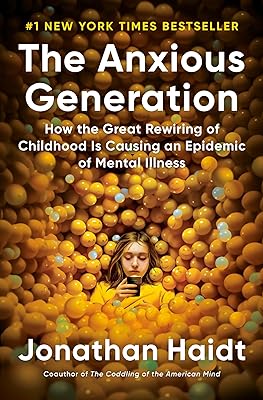 #1 NEW YORK TIMES BESTSELLER
The Anxious
Generation
How the Great Rewiring of
Childhood Is Causing an Epidemic
of Mental Illness
Jonathan Haidt
Coauthor of The Coddling of the American Mind